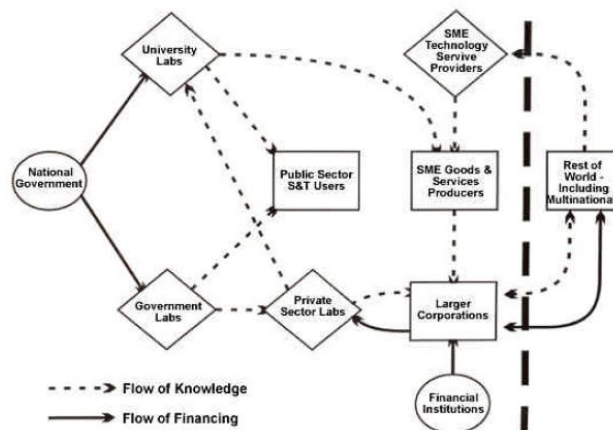 University
Labs
SME
Technology
Servive
Providers
National
Government
Public Sector
S&T Users
SME Goods &
Services
Producers
Rest of
World -
Including
Multinational
Government
Labs
Private
Sector Labs
Larger
Corporations
Financial
Institutions
Flow of Knowledge
Flow of Financing